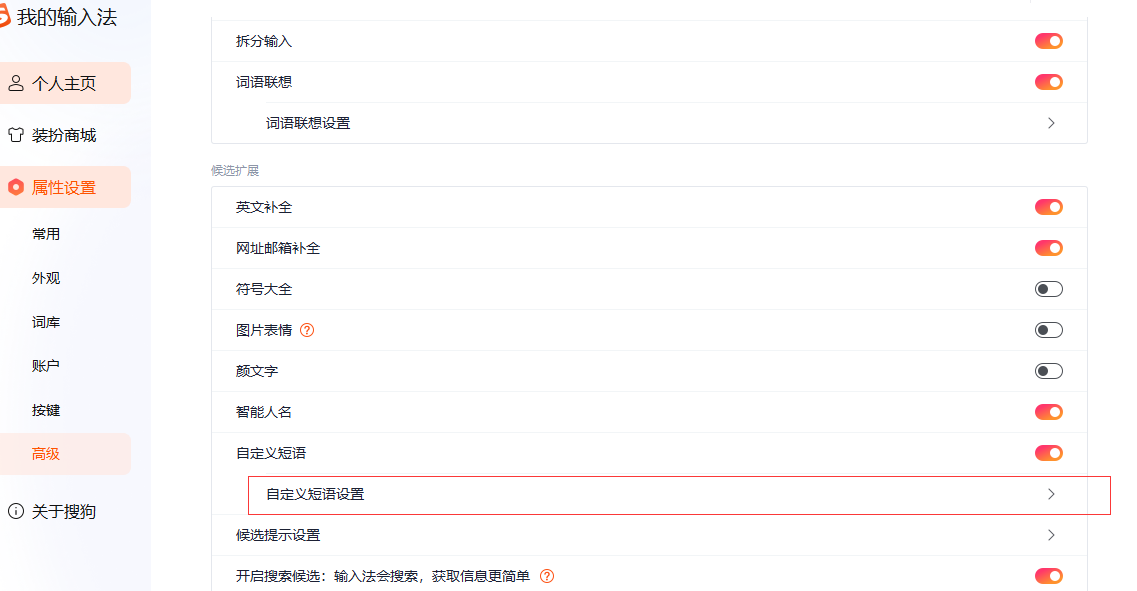 我的输入法
个人主页
装扮商城
属性设置
常用
外观
词库
账户
按键
高级
关于搜狗
拆分输入
词语联想
词语联想设置
候选扩展
英文补全
网址邮箱补全
符号大全
图片表情
颜文字
智能人名
自定义短语
自定义短语设置
候选提示设置
开启搜索候选：输入法会搜索，获取信息更简单